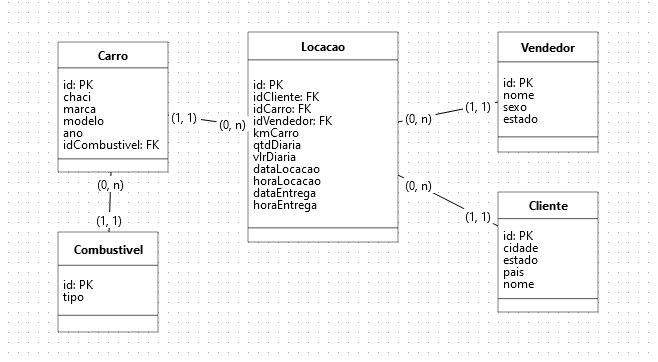 Carro
id: PK
chaci
marca
modelo
ano
idCombustivel: FK
(1, 1)
(0, n)
Locacao
id: PK
idCliente: FK
idCarro: FK
idVendedor: FK
kmCarro
qtdDiaria
vlrDiaria
dataLocacao
horaLocacao
dataEntrega
horaEntrega
(0, n)
(1, 1)
Vendedor
id: PK
nome
sexo
estado
(0, n)
(1, 1)
Cliente
id: PK
cidade
estado
pais
nome
(0, n)
(1, 1)
Combustivel
id: PK
tipo